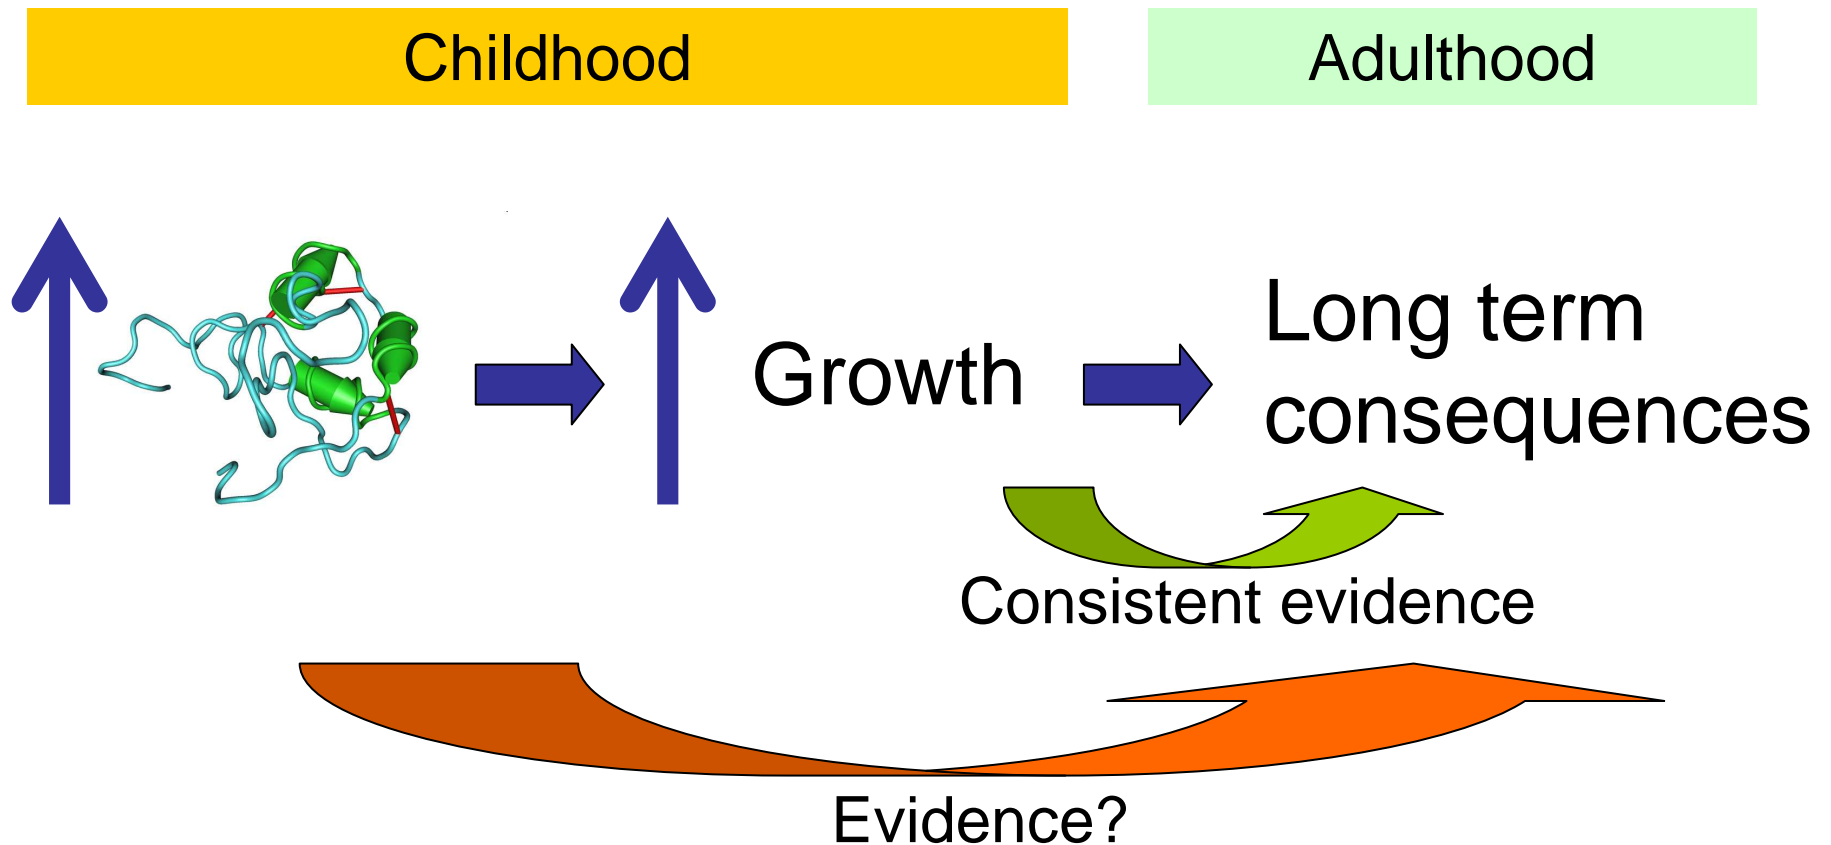 Childhood
Adulthood
Growth
Long term
consequences
Consistent evidence
Evidence?